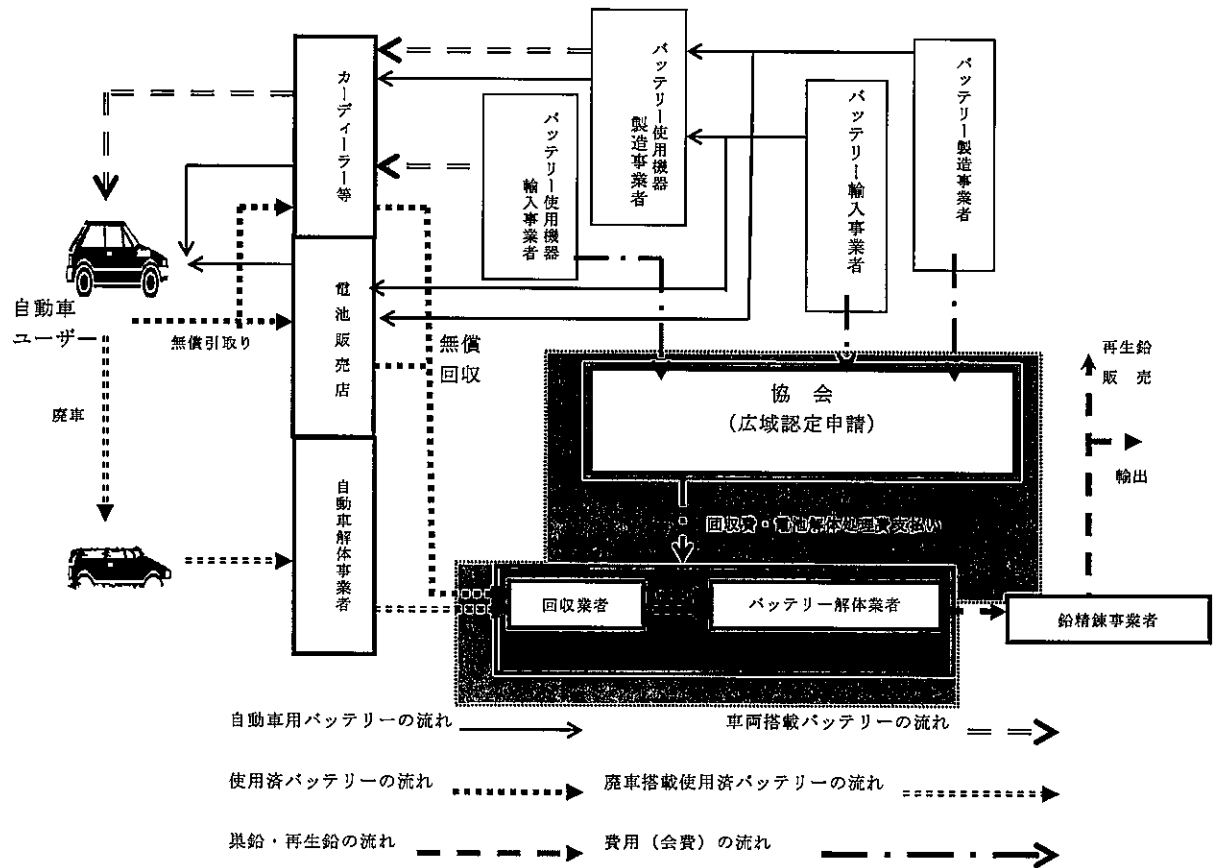 カーディーラー等
バッテリー使用機器
製造事業者
バッテリー使用機器
輸入事業者
バッテリー輸入事業者
バッテリー製造事業者
自動車
ユーザー
無償引取り
電池販売店
無償
回収
廃車
自動車解体事業者
協 会
(広域認定申請)
再生鉛
販 売
輸出
回収費・電池解体処理費支払い
回収業者
バッテリー解体業者
鉛精錬事業者
自動車用バッテリーの流れ
車両搭載バッテリーの流れ
使用済バッテリーの流れ
廃車搭載使用済バッテリーの流れ
巣鉛・再生鉛の流れ
費用(会費)の流れ